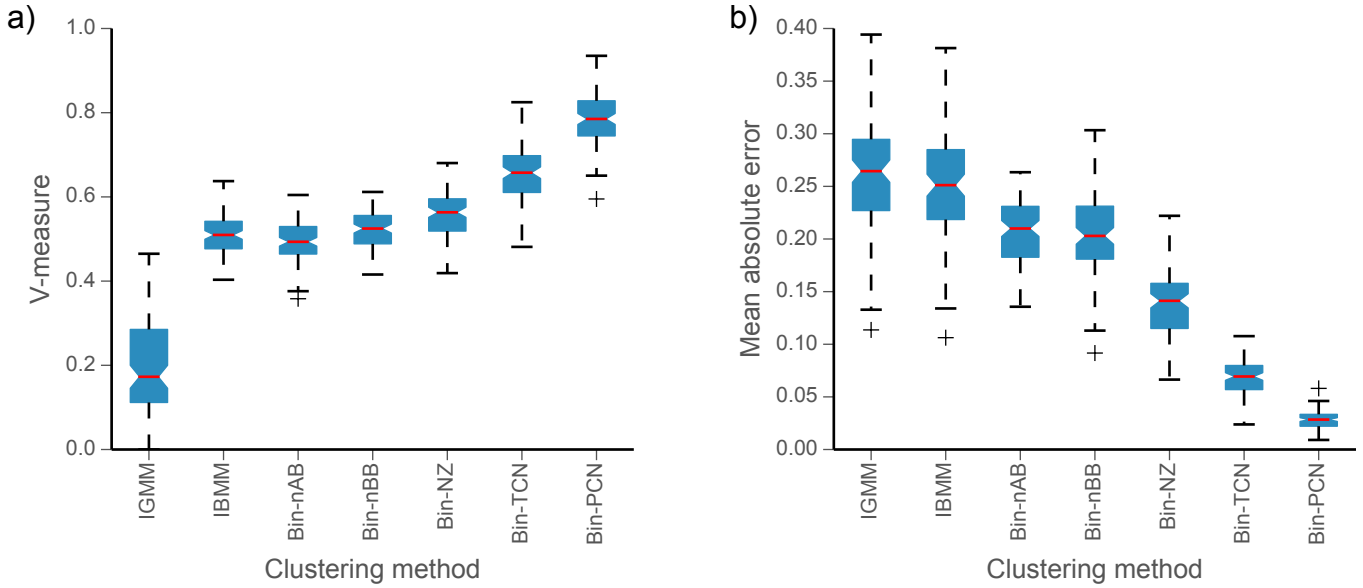 a)
1.0
0.8
0.6
0.4
0.2
0.0
V-measure
IGMM
IBMM
Bin-nAB
Bin-nBB
Bin-NZ
Bin-TCN
Bin-PCN
Clustering method
b)
0.40
0.35
0.30
0.25
0.20
0.15
0.10
0.05
0.00
Mean absolute error
IGMM
IBMM
Bin-nAB
Bin-nBB
Bin-NZ
Bin-TCN
Bin-PCN
Clustering method